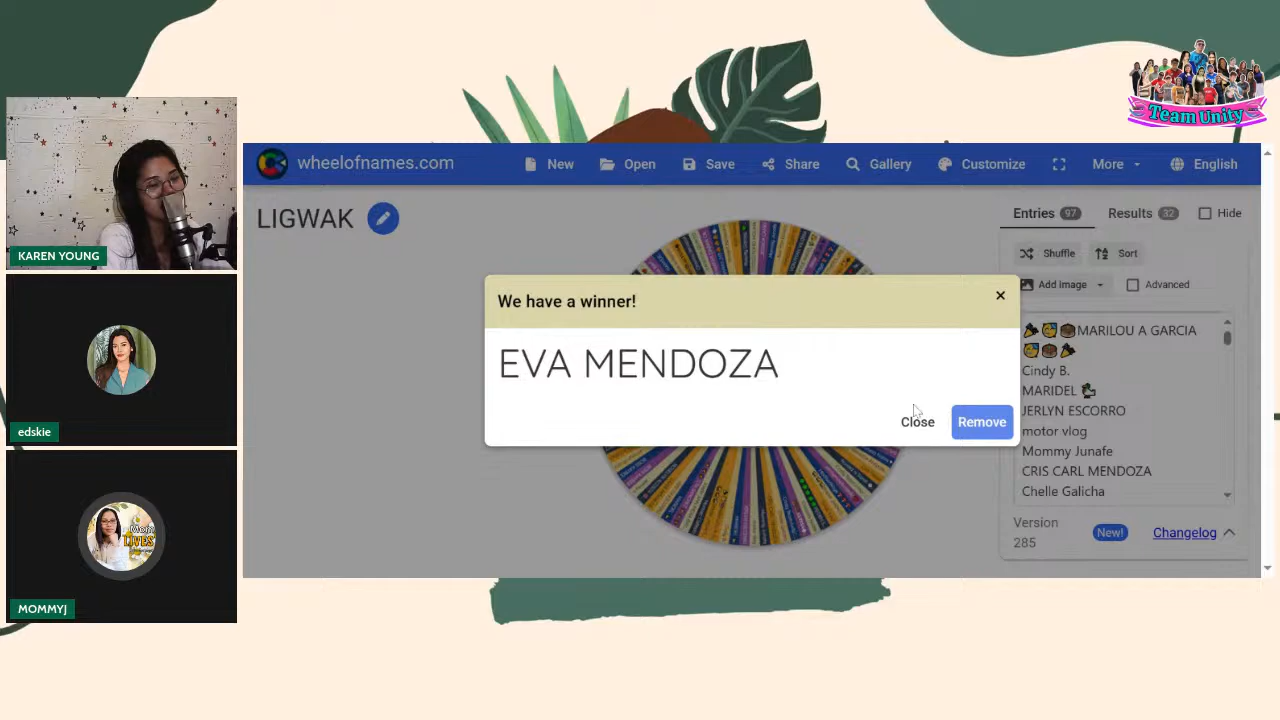 Team Unity
KAREN YOUNG
edskie
Mom
LIVES
MOMMYJ
wheelofnames.com
New
Open
Save
Share
Gallery
Customize
More
English
LIGWAK
We have a winner!
EVA MENDOZA
Close
Remove
Entries 97
Results 32
Hide
Shuffle
Sort
Add image
Advanced
MARILOU A GARCIA
Cindy B.
MARIDEL
JERLYN ESCORRO
motor vlog
Mommy Junafe
CRIS CARL MENDOZA
Chelle Galicha
Version
285
New!
Changelog